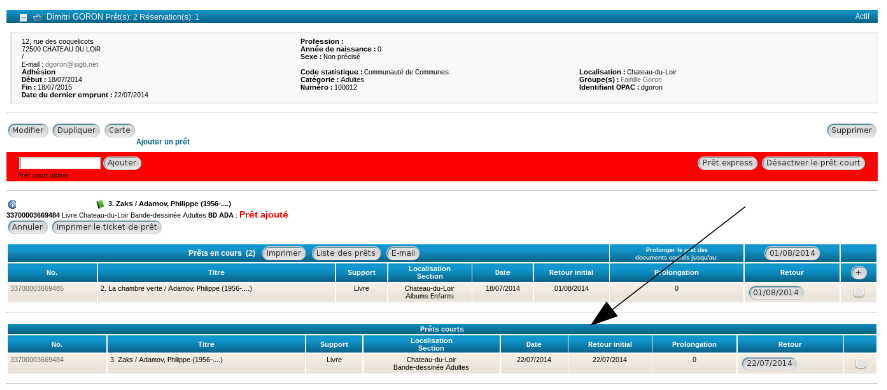 Dimitri GORON Prêt(s): 2 Réservation(s): 1
Actif
12, rue des coquelicots
72500 CHATEAU DU LOIR
/
E-mail : dgoron@sigb.net
Profession :
Année de naissance : 0
Sexe : Non précisé
Adhésion
Début : 18/07/2014
Fin : 18/07/2015
Date du dernier emprunt : 22/07/2014
Code statistique : Communauté de Communes
Catégorie : Adultes
Numéro : 100012
Localisation : Chateau-du-Loir
Groupe(s) : Famille Goron
Identifiant OPAC : dgoron
Modifier Dupliquer Carte
Supprimer
Ajouter un prêt
Ajouter
Prêt express Désactiver le prêt court
Prêt court activé
3. Zaks / Adamov, Philippe (1956-....)
33700003669484 Livre Chateau-du-Loir Bande-dessinée Adultes BD ADA : Prêt ajouté
Annuler Imprimer le ticket de prêt
Prêts en cours (2) Imprimer Liste des prêts E-mail
Prolonger le prêt des
documents cochés jusqu'au:
01/08/2014
No. Titre Support Localisation
Section Date Retour initial Prolongation Retour +
33700003485 2. La chambre verte / Adamov, Philippe (1956-....) Livre Chateau-du-Loir
Albums Enfants 18/07/2014 01/08/2014 0 01/08/2014
Prêts courts
No. Titre Support Localisation
Section Date Retour initial Prolongation Retour
33700003669484 3. Zaks / Adamov, Philippe (1956-....) Livre Chateau-du-Loir
Bande-dessinée Adultes 22/07/2014 22/07/2014 0 22/07/2014